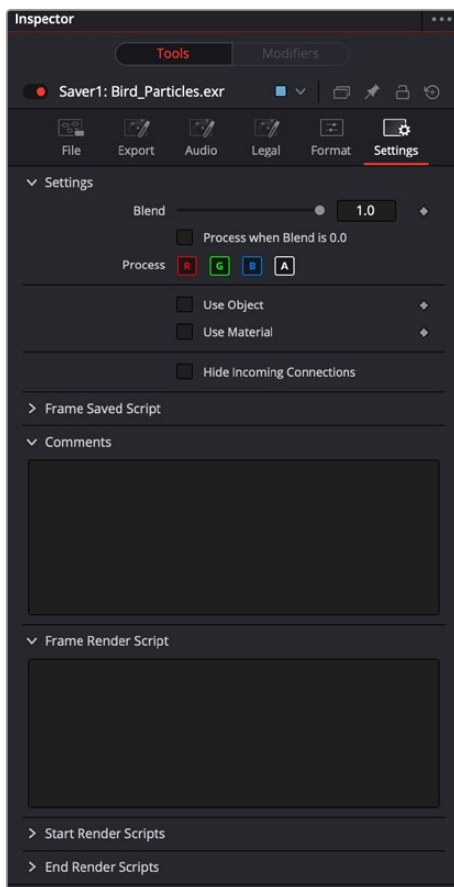 Inspector
Tools Modifiers
Saver1: Bird_Particles.exr
File Export Audio Legal Format Settings
Settings
Blend 1.0
Process when Blend is 0.0
Process R G B A
Use Object
Use Material
Hide Incoming Connections
Frame Saved Script
Comments
Frame Render Script
Start Render Scripts
End Render Scripts